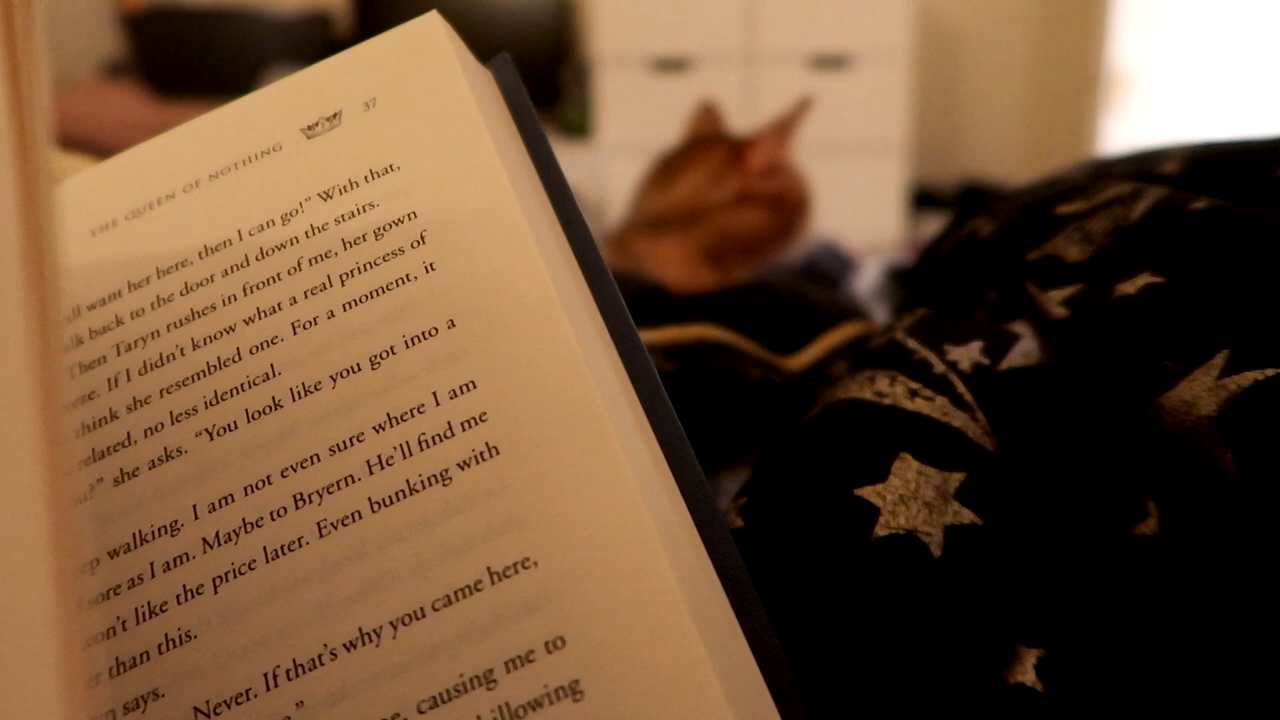 THE QUEEN OF NOTHING 37
all want her here, then I can go!” With that,
back to the door and down the stairs.
Then Taryn rushes in front of me, her gown
If I didn’t know what a real princess of
think she resembled one. For a moment, it
related, no less identical.
she asks. “You look like you got into a
walking. I am not even sure where I am
sore as I am. Maybe to Bryern. He’ll find me
won’t like the price later. Even bunking with
than this.
says.
Never. If that’s why you came here,
causing me to
billowing